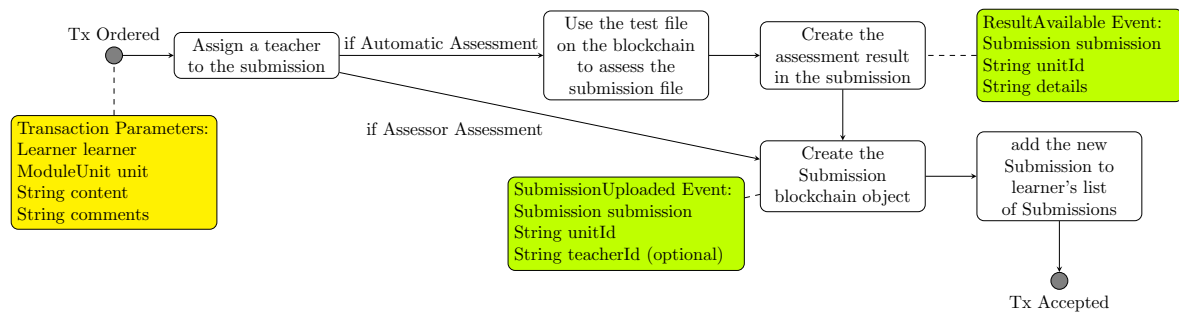 Tx Ordered
Assign a teacher
to the submission
if Automatic Assessment
Use the test file
on the blockchain
to assess the
submission file
Create the
assessment result
in the submission
ResultAvailable Event:
Submission submission
String unitId
String details
Transaction Parameters:
Learner learner
ModuleUnit unit
String content
String comments
if Assessor Assessment
SubmissionUploaded Event:
Submission submission
String unitId
String teacherId (optional)
Create the
Submission
blockchain object
add the new
Submission to
learner's list
of Submissions
Tx Accepted